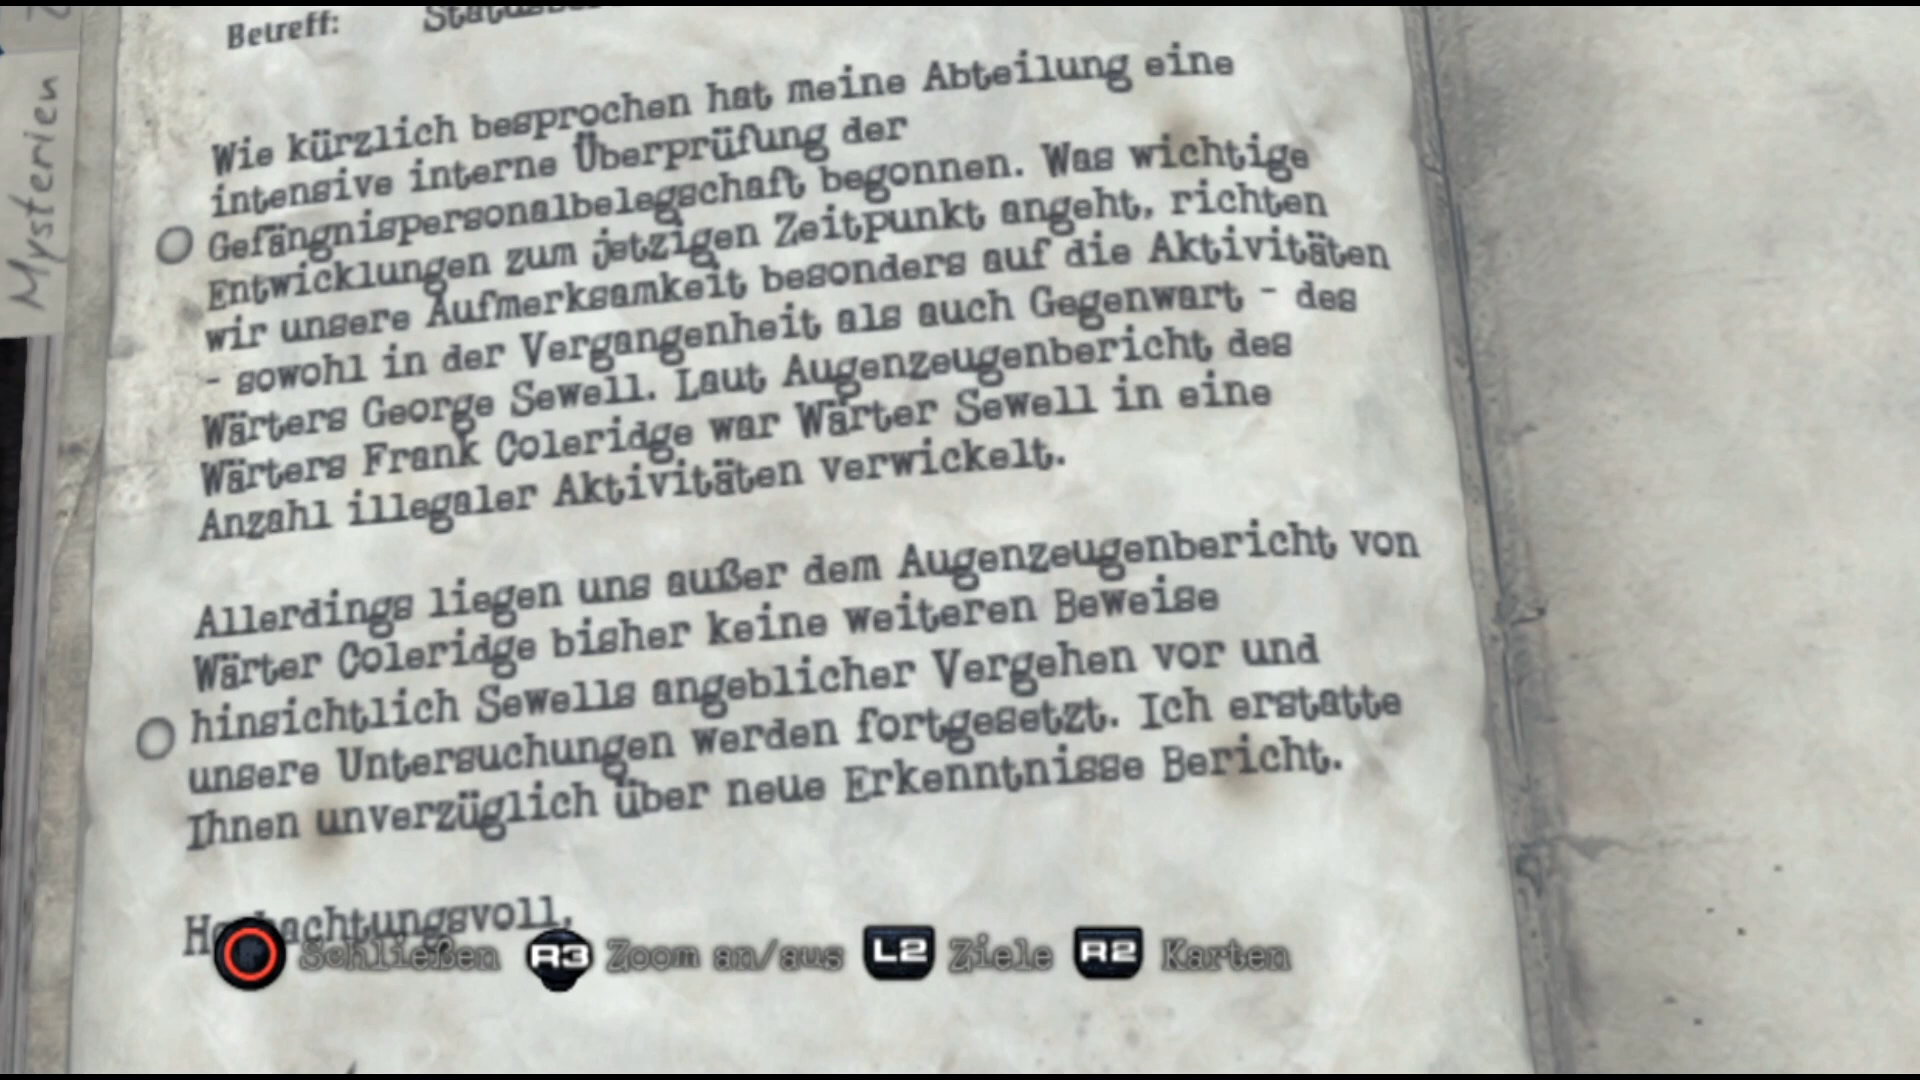 Mysterien
Betreff:
Wie kürzlich besprochen hat meine Abteilung eine
intensive interne Überprüfung der
Gefängnispersonalbelegschaft begonnen. Was wichtige
Entwicklungen zum jetzigen Zeitpunkt angeht, richten
wir unsere Aufmerksamkeit besonders auf die Aktivitäten
- sowohl in der Vergangenheit als auch Gegenwart - des
Wärters George Sewell. Laut Augenzeugenbericht des
Wärters Frank Coleridge war Wärter Sewell in eine
Anzahl illegaler Aktivitäten verwickelt.
Allerdings liegen uns außer dem Augenzeugenbericht von
Wärter Coleridge bisher keine weiteren Beweise
hinsichtlich Sewells angeblicher Vergehen vor und
unsere Untersuchungen werden fortgesetzt. Ich erstatte
Ihnen unverzüglich über neue Erkenntnisse Bericht.
Hochachtungsvoll,
Schließen R3 Zoom an/aus L2 Ziele R2 Karten